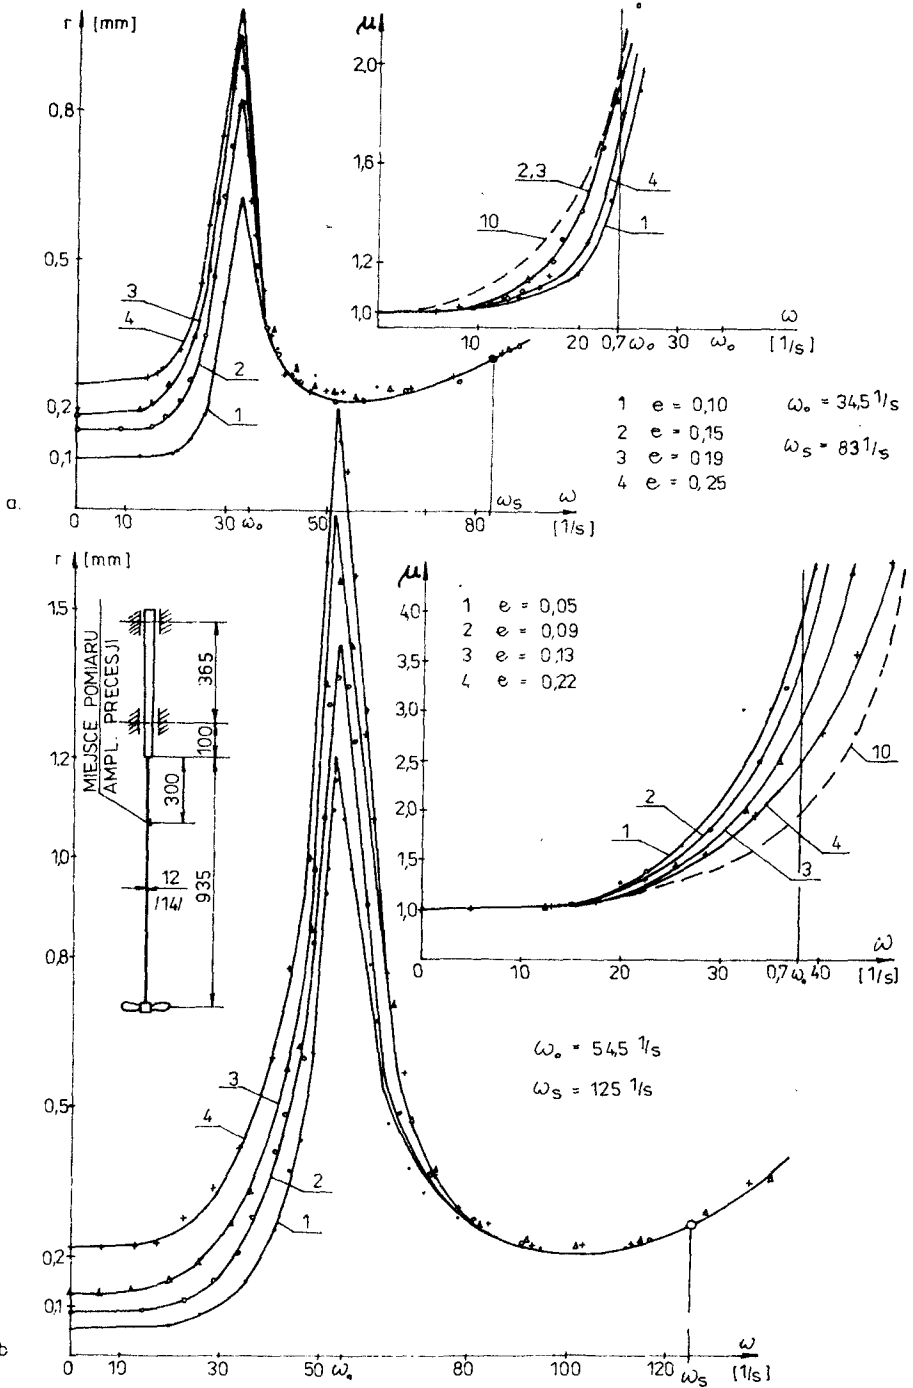 r [mm]
0,8
0,5
0,2
0,1
3
4
2
1
0 10 30 ω₀ 50 80 ωs ω [1/s]
a.
μ
2,0
1,6
1,2
1,0
2,3
4
10
1
10 20 0,7ω₀ 30 ω₀ ω [1/s]
1 e = 0,10 ω₀ = 34,5 1/s
2 e = 0,15
ωs = 83 1/s
3 e = 019
4 e = 0,25
r [mm]
1,5
1,2
1,0
0,8
0,5
0,2
0,1
MIEJSCE POMIARU
AMPL. PRECESJI
365
100
300
935
12
/14/
3
4
2
1
0 10 30 50 ω₀ 80 100 120 ωs ω [1/s]
b
μ
4,0
3,5
3,0
2,5
2,0
1,5
1,0
1 e = 0,05
2 e = 0,09
3 e = 0,13
4 e = 0,22
10
2
1
4
3
0 10 20 30 0,7ω₀ 40 ω [1/s]
ω₀ = 54,5 1/s
ωs = 125 1/s